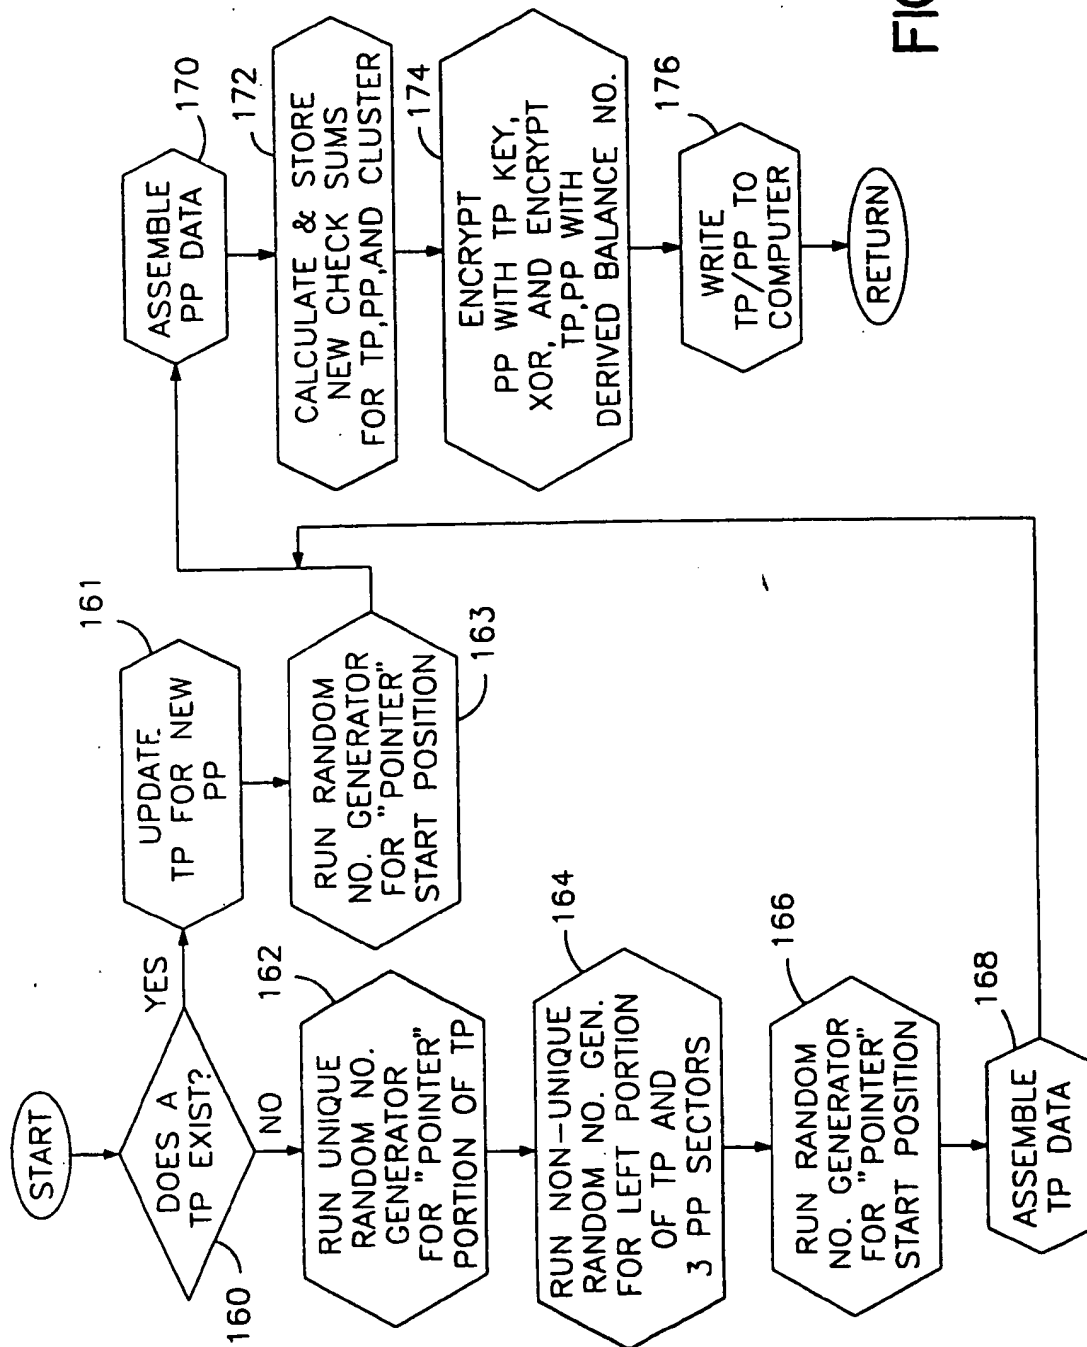 START
DOES A
TP EXIST?
160
YES
NO
UPDATE
TP FOR NEW
PP
161
RUN RANDOM
NO. GENERATOR
FOR "POINTER"
START POSITION
163
RUN UNIQUE
RANDOM NO.
GENERATOR
FOR "POINTER"
PORTION OF TP
162
RUN NON-UNIQUE
RANDOM NO. GEN.
FOR LEFT PORTION
OF TP AND
3 PP SECTORS
164
RUN RANDOM
NO. GENERATOR
FOR "POINTER"
START POSITION
166
ASSEMBLE
TP DATA
168
ASSEMBLE
PP DATA
170
CALCULATE & STORE
NEW CHECK SUMS
FOR TP,PP,AND CLUSTER
172
ENCRYPT
PP WITH TP KEY,
XOR, AND ENCRYPT
TP,PP WITH
DERIVED BALANCE NO.
174
WRITE
TP/PP TO
COMPUTER
176
RETURN